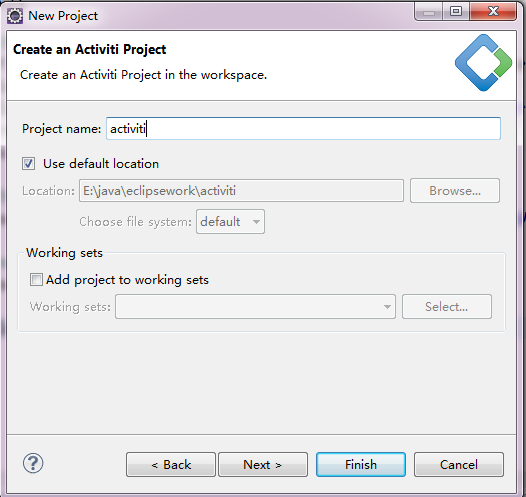 New Project
Create an Activiti Project
Create an Activiti Project in the workspace.
Project name: activiti
Use default location
Location: E:\java\eclipsework\activiti Browse...
Choose file system: default
Working sets
Add project to working sets
Working sets: Select...
? < Back Next > Finish Cancel